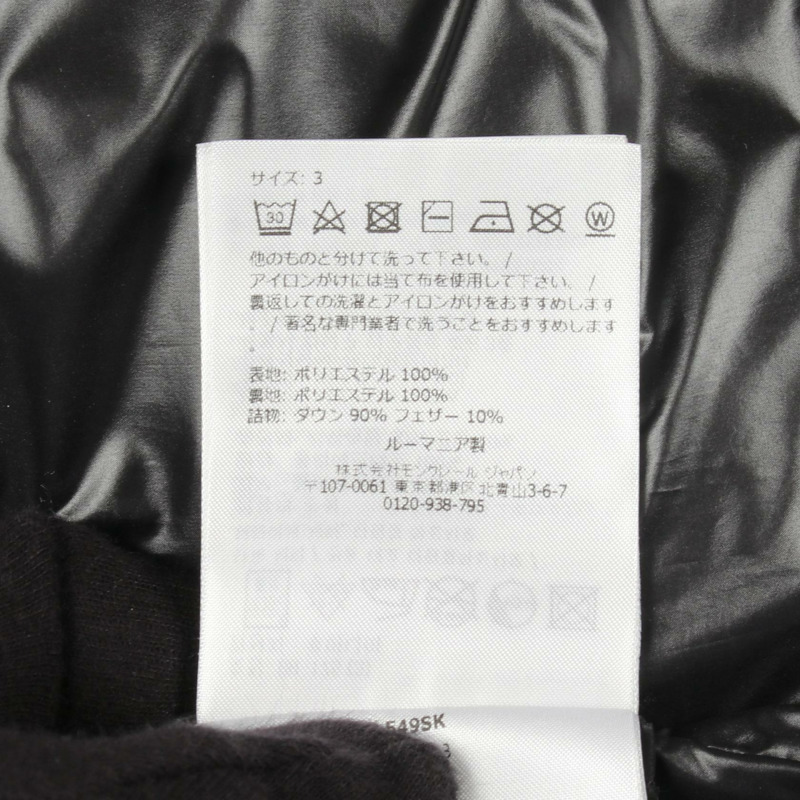 サイズ: 3
30 W
他のものと分けて洗って下さい。/
アイロンがけには当て布を使用して下さい。/
裏返しての洗濯とアイロンがけをおすすめします
。/ 著名な専門業者で洗うことをおすすめします
。
表地: ポリエステル 100%
裏地: ポリエステル 100%
詰物: ダウン 90% フェザー 10%
ルーマニア製
株式会社モンクレール ジャパン
〒107-0061 東京都港区北青山3-6-7
0120-938-795
549SK
3